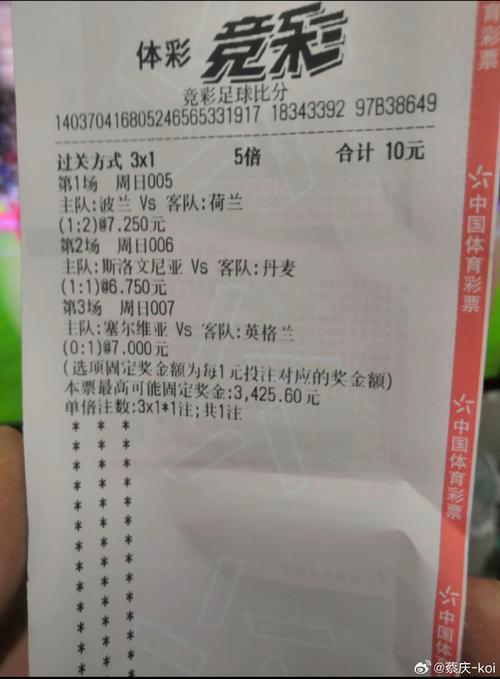 体彩 竞彩
竞彩足球比分
140370416805246565331917 18343392 97B38649
过关方式 3x1 5倍 合计 10元
第1场 周日005
主队:波兰 Vs 客队:荷兰
(1:2)@7.250元
第2场 周日006
主队:斯洛文尼亚 Vs 客队:丹麦
(1:1)@6.750元
第3场 周日007
主队:塞尔维亚 Vs 客队:英格兰
(0:1)@7.000元
(选项固定奖金额为每1元投注对应的奖金额)
本票最高可能固定奖金:3,425.60元
单倍注数:3x1*1注;共1注
* * *
* * *
* * *
* * *
* * *
* * *
* * *
* * *
* * *
* * *
* * *
* * *
育彩票
中国体育彩票
中国体育彩票
中国体育
@蔡庆-koi